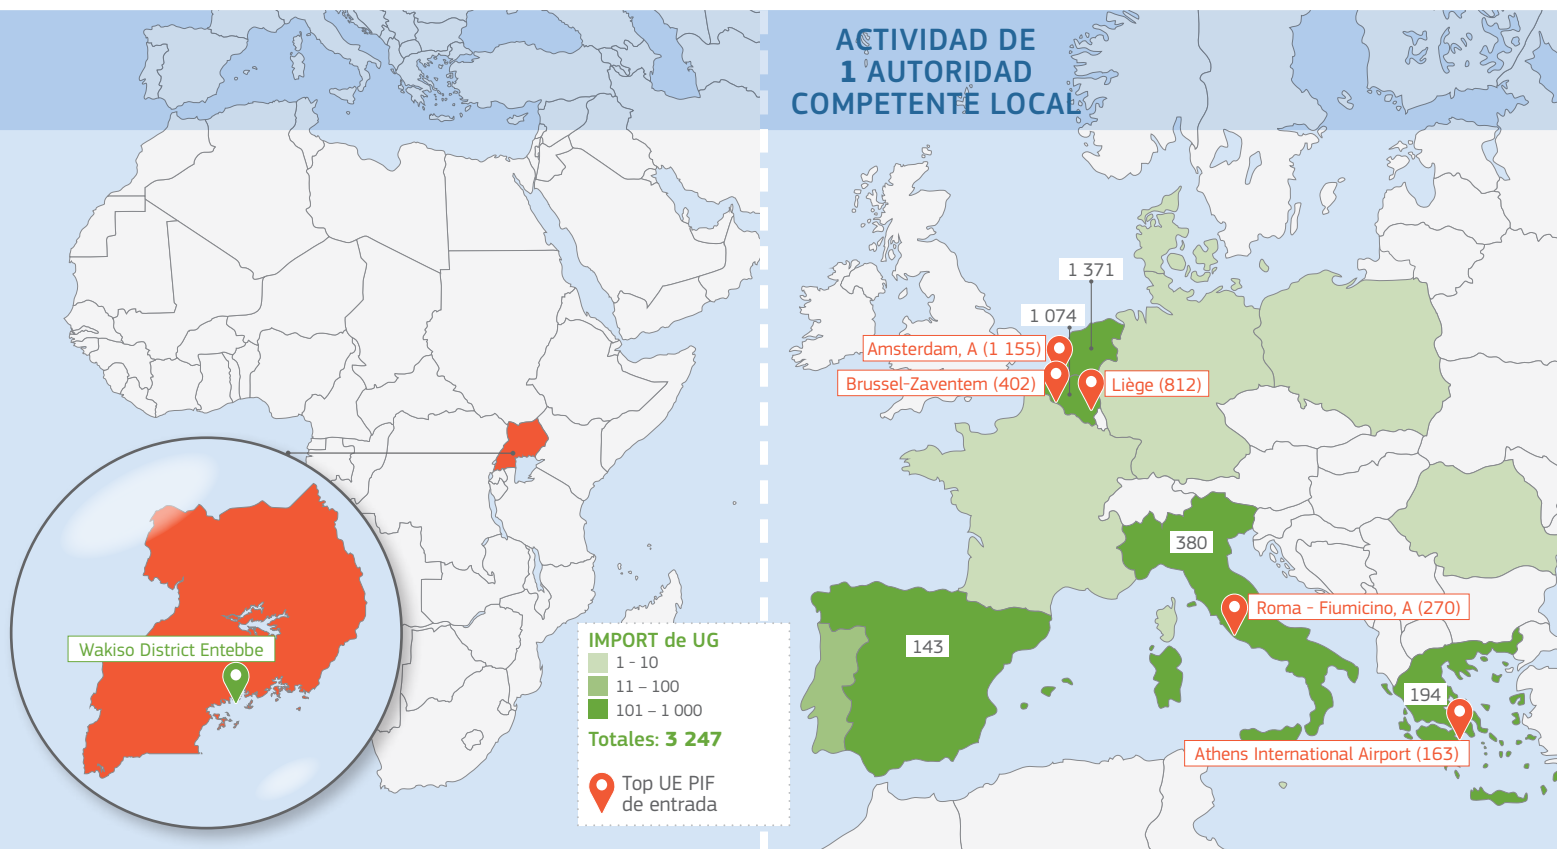 ACTIVIDAD DE
1 AUTORIDAD
COMPETENTE LOCAL
1 371
1 074
Amsterdam, A (1 155)
Brussel-Zaventem (402)
Liège (812)
380
Roma - Fiumicino, A (270)
143
194
Athens International Airport (163)
Wakiso District Entebbe
IMPORT de UG
1 - 10
11 – 100
101 – 1 000
Totales: 3 247
Top UE PIF
de entrada